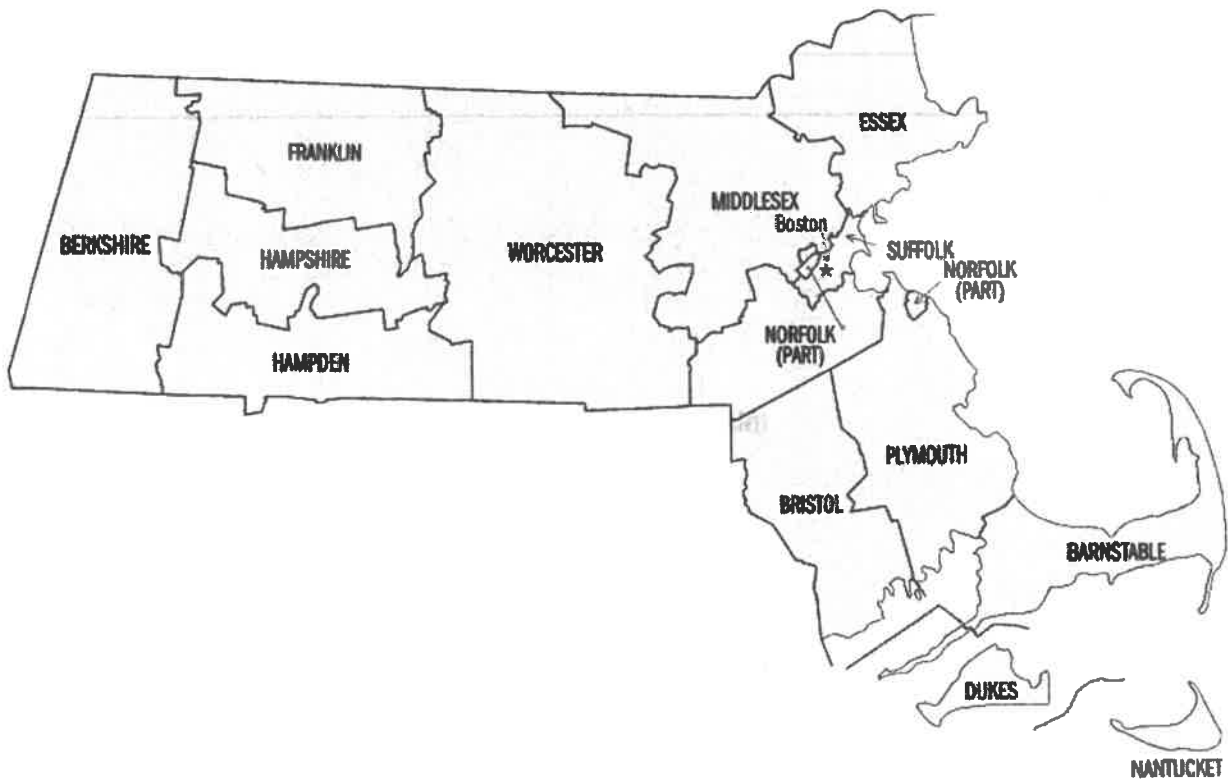 ESSEX
FRANKLIN
MIDDLESEX
Boston
BERKSHIRE
HAMPSHIRE
WORCESTER
SUFFOLK
NORFOLK
(PART)
NORFOLK
(PART)
HAMPDEN
PLYMOUTH
BRISTOL
BARNSTABLE
DUKES
NANTUCKET